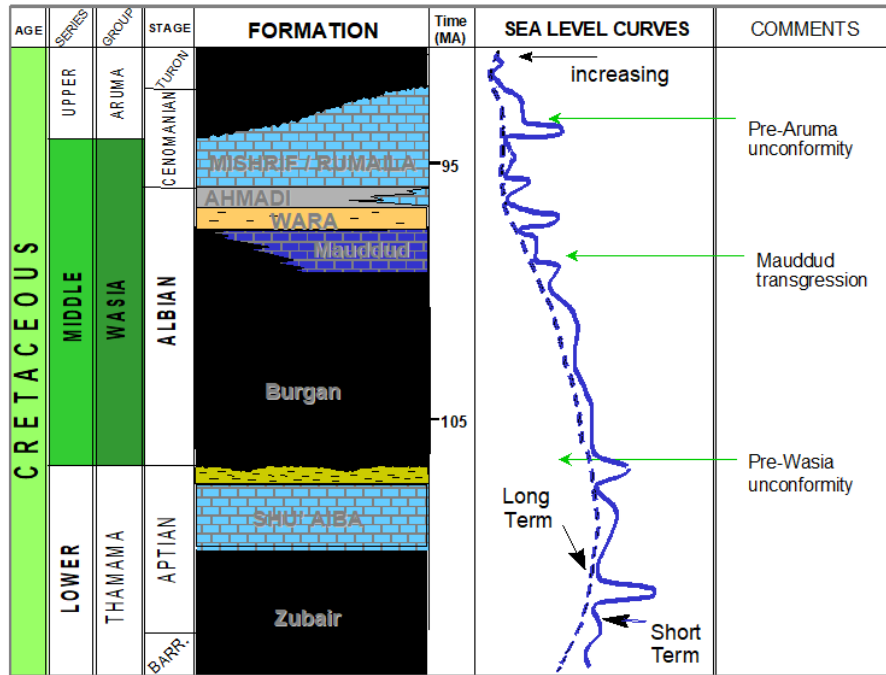 AGE
SERIES
GROUP
STAGE
FORMATION
Time
(MA)
SEA LEVEL CURVES
COMMENTS
CRETACEOUS
UPPER
MIDDLE
LOWER
ARUMA
WASIA
THAMAMA
TURON
CENOMANIAN
ALBIAN
APTIAN
BARR.
MISHRIF / RUMAILA
AHMADI
WARA
Mauddud
Burgan
SHU' AIBA
Zubair
95
105
increasing
Long
Term
Short
Term
Pre-Aruma
unconformity
Mauddud
transgression
Pre-Wasia
unconformity